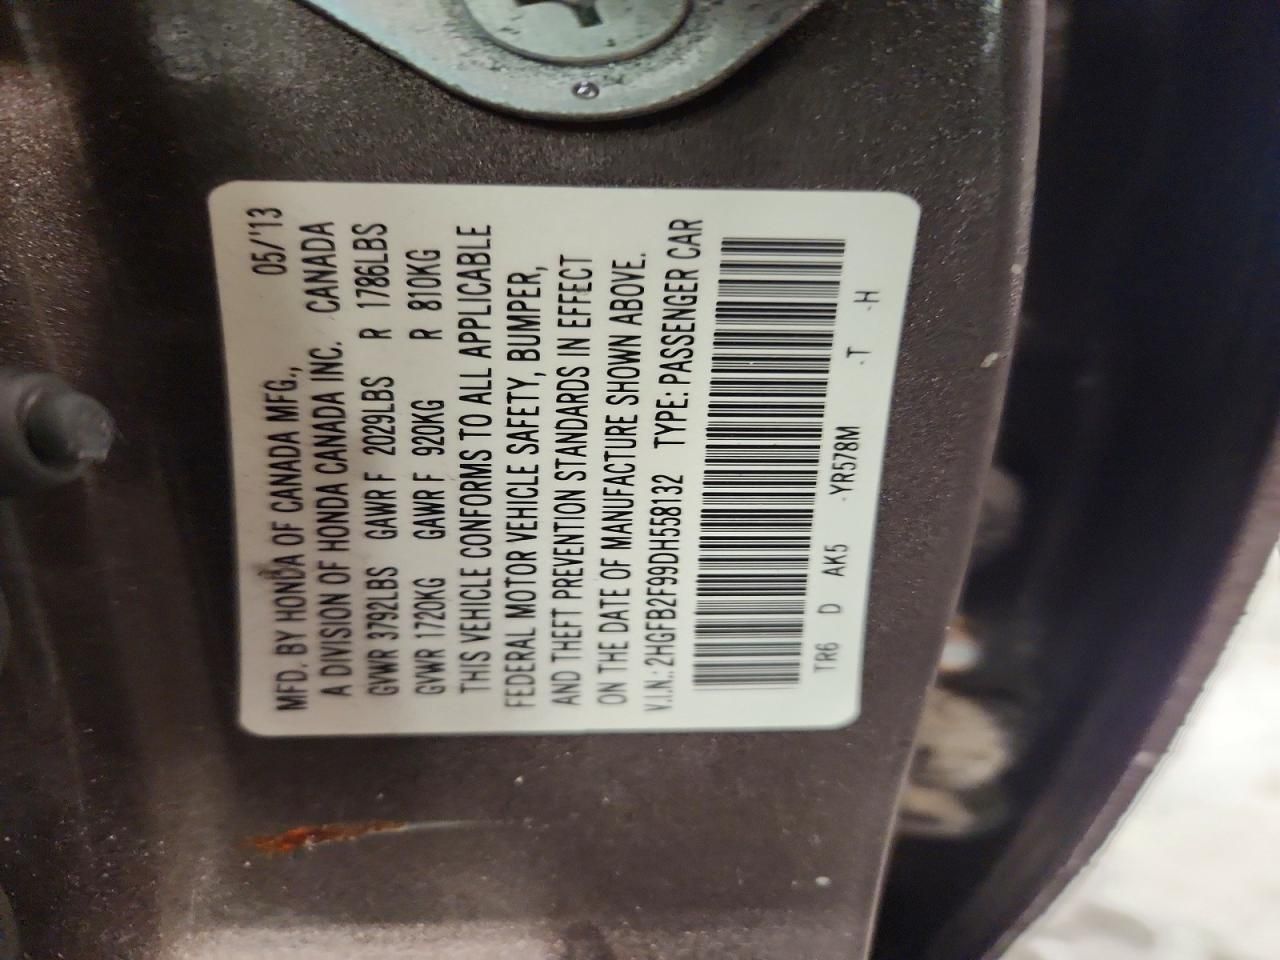 MFD. BY HONDA OF CANADA MFG., 05/'13
A DIVISION OF HONDA CANADA INC. CANADA
GVWR 3792LBS GAWR F 2029LBS R 1786LBS
GVWR 1720KG GAWR F 920KG R 810KG
THIS VEHICLE CONFORMS TO ALL APPLICABLE
FEDERAL MOTOR VEHICLE SAFETY, BUMPER,
AND THEFT PREVENTION STANDARDS IN EFFECT
ON THE DATE OF MANUFACTURE SHOWN ABOVE.
V.I.N.: 2HGFB2F99DH558132 TYPE: PASSENGER CAR
TR6 D AK5 -YR578M -T -H